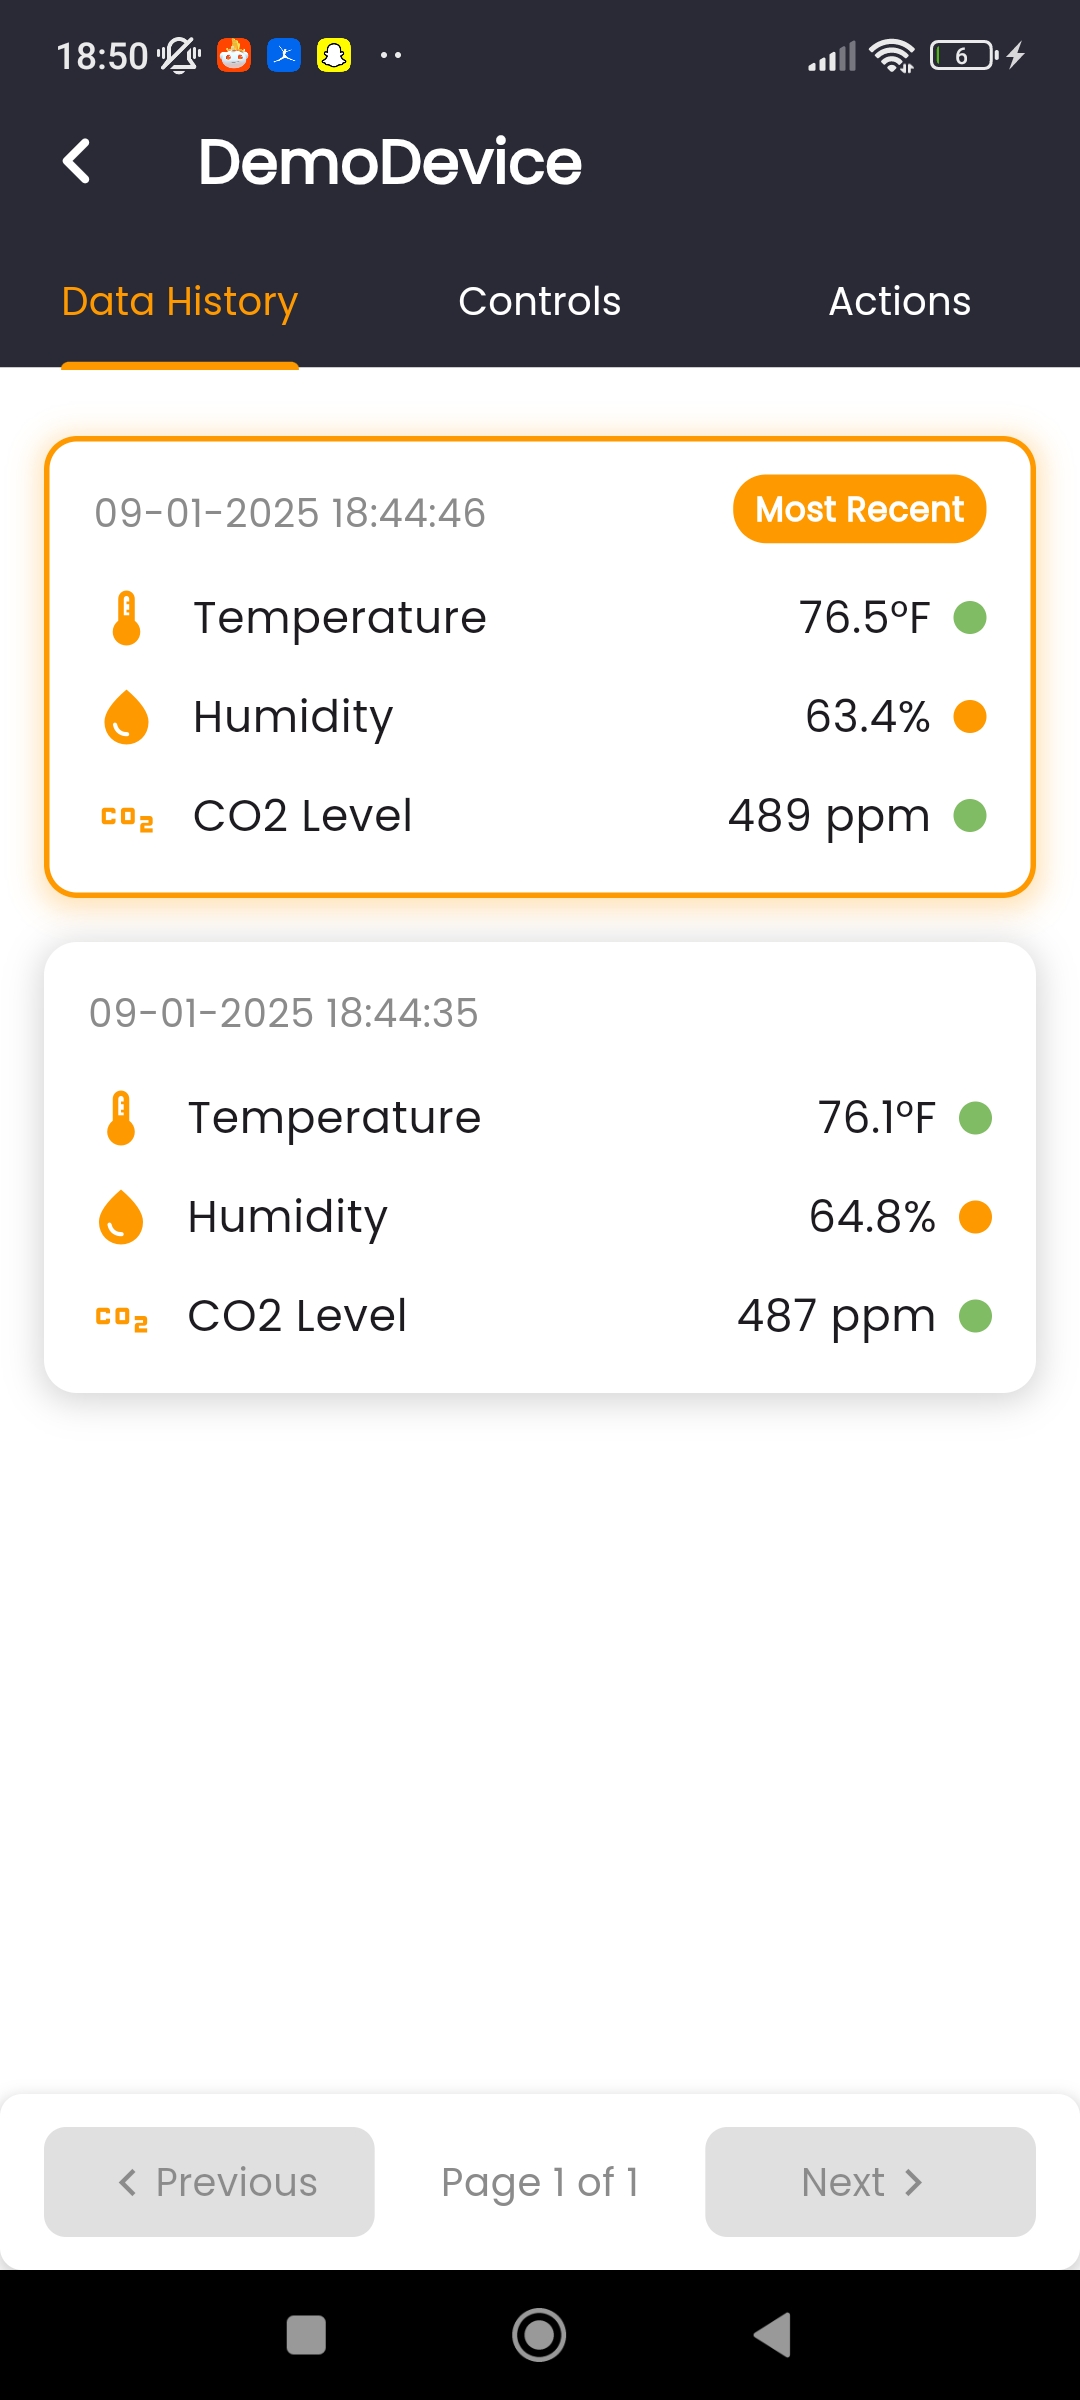 18:50
6
DemoDevice
Data History
Controls
Actions
09-01-2025 18:44:46
Most Recent
Temperature
76.5°F
Humidity
63.4%
CO2
CO2 Level
489 ppm
09-01-2025 18:44:35
Temperature
76.1°F
Humidity
64.8%
CO2
CO2 Level
487 ppm
Previous
Page 1 of 1
Next